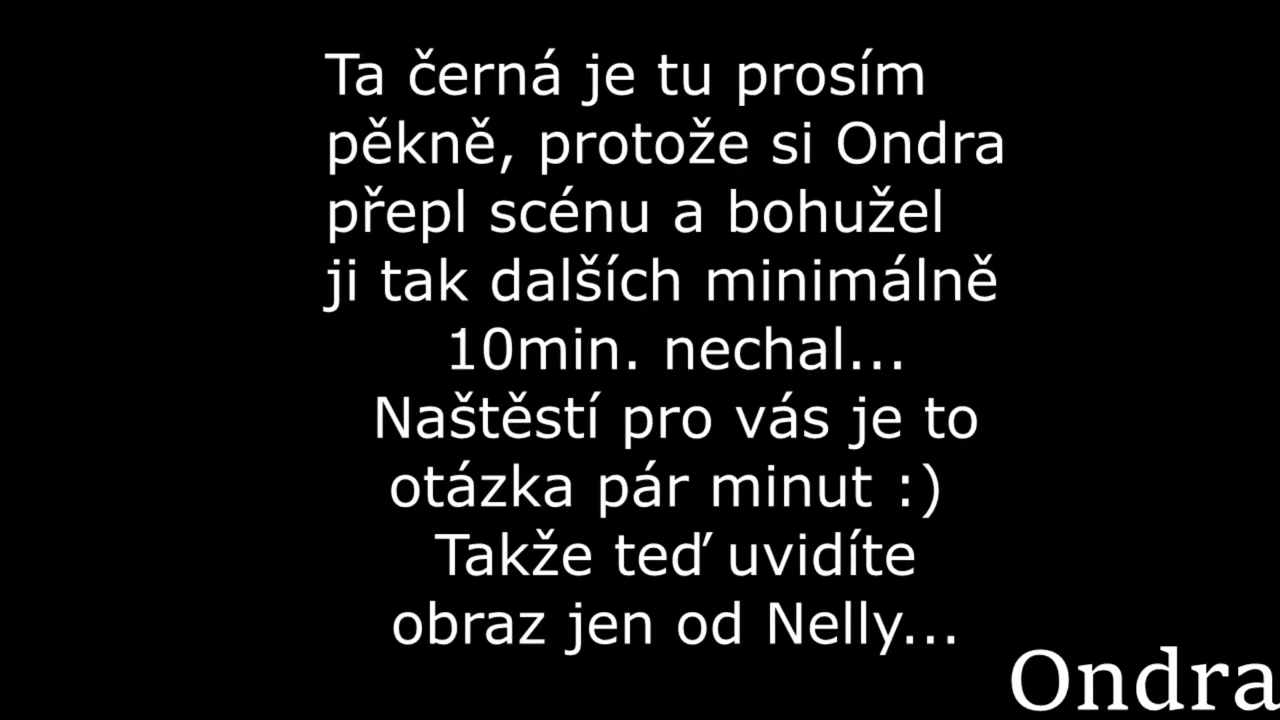 Ta černá je tu prosím
pěkně, protože si Ondra
přepl scénu a bohužel
ji tak dalších minimálně
10min. nechal...
Naštěstí pro vás je to
otázka pár minut :)
Takže teď uvidíte
obraz jen od Nelly...
Ondra